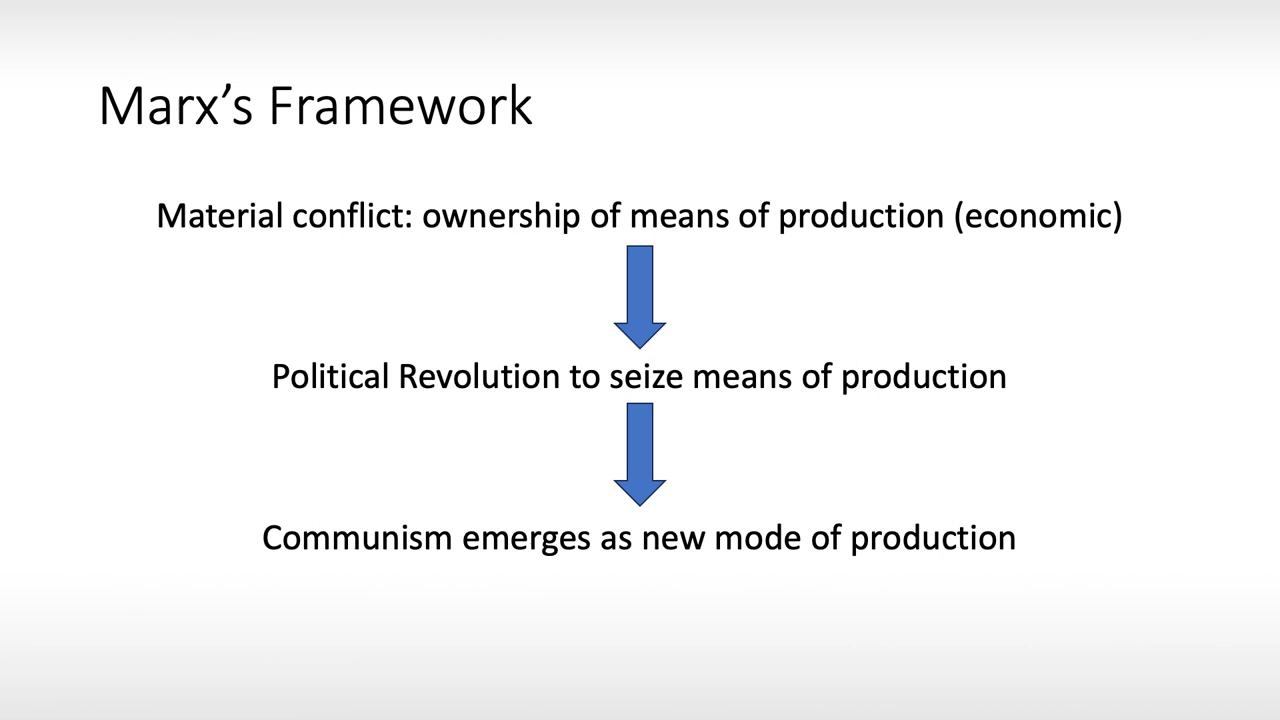 Marx’s Framework
Material conflict: ownership of means of production (economic)
Political Revolution to seize means of production
Communism emerges as new mode of production